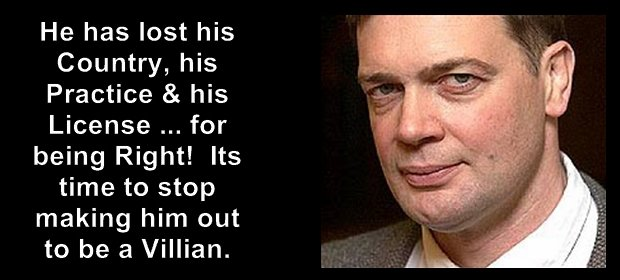 He has lost his
Country, his
Practice & his
License ... for
being Right!  Its
time to stop
making him out
to be a Villian.